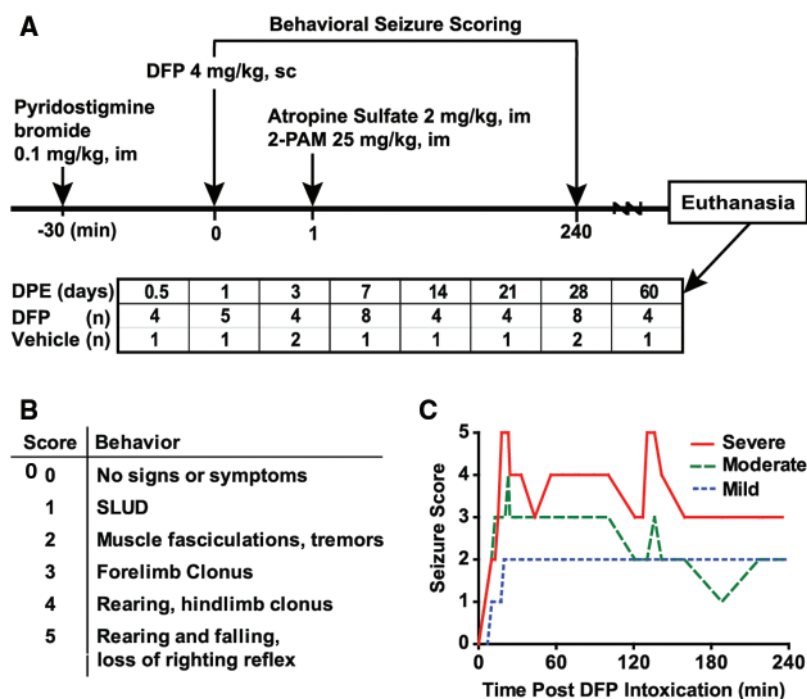 A
Behavioral Seizure Scoring
DFP 4 mg/kg, sc
Pyridostigmine
bromide
0.1 mg/kg, im
Atropine Sulfate 2 mg/kg, im
2-PAM 25 mg/kg, im
-30 (min)
0
1
240
Euthanasia
DPE (days) 0.5 1 3 7 14 21 28 60
DFP (n) 4 5 4 8 4 4 8 4
Vehicle (n) 1 1 2 1 1 1 2 1
B
Score Behavior
0 0 No signs or symptoms
1 SLUD
2 Muscle fasciculations, tremors
3 Forelimb Clonus
4 Rearing, hindlimb clonus
5 Rearing and falling,
loss of righting reflex
C
Seizure Score
5
4
3
2
1
0
Severe
Moderate
Mild
0 60 120 180 240
Time Post DFP Intoxication (min)